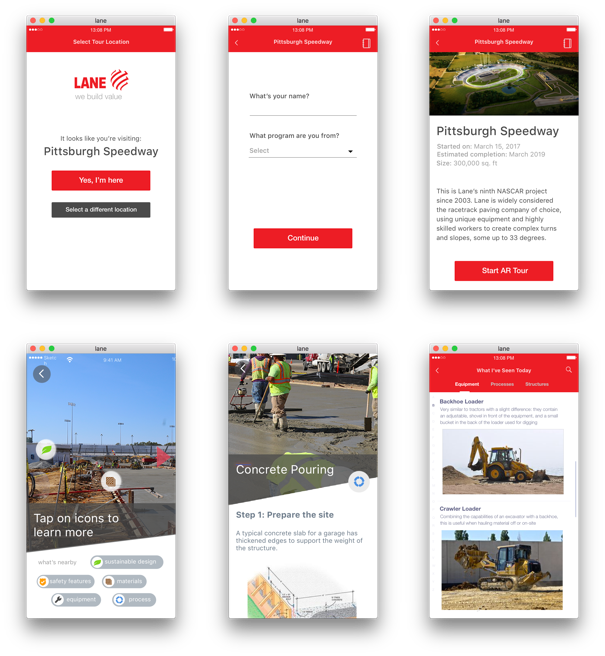 lane
13:08 PM
Select Tour Location
LANE
we build value
It looks like you're visiting:
Pittsburgh Speedway
Yes, I'm here
Select a different location
lane
13:08 PM
Pittsburgh Speedway
What's your name?
What program are you from?
Select
Continue
lane
13:08 PM
Pittsburgh Speedway
Pittsburgh Speedway
Started on: March 15, 2017
Estimated completion: March 2019
Size: 300,000 sq. ft
This is Lane's ninth NASCAR project
since 2003. Lane is widely considered
the racetrack paving company of choice,
using unique equipment and highly
skilled workers to create complex turns
and slopes, some up to 33 degrees.
Start AR Tour
lane
9:41 AM
Tap on icons to
learn more
what's nearby
sustainable design
safety features
materials
equipment
process
lane
Concrete Pouring
Step 1: Prepare the site
A typical concrete slab for a garage has
thickened edges to support the weight of
the structure.
lane
13:08 PM
What I've Seen Today
Equipment Processes Structures
Backhoe Loader
Very similar to tractors with a slight difference: they contain
an adjustable, shovel in front of the equipment, and a small
bucket in the back of the loader used for digging.
Crawler Loader
Combining the capabilities of an excavator with a backhoe,
this is useful when hauling material off or on-site